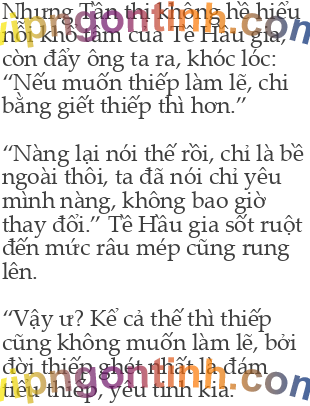 Nhưng Tần thị không hề hiểu
nỗi khổ tâm của Tề Hầu gia,
còn đẩy ông ta ra, khóc lóc:
“Nếu muốn thiếp làm lẽ, chi
bằng giết thiếp thì hơn.”

“Nàng lại nói thế rồi, chỉ là bề
ngoài thôi, ta đã nói chỉ yêu
mình nàng, không bao giờ
thay đổi.” Tề Hầu gia sốt ruột
đến mức râu mép cũng rung
lên.

“Vậy ư? Kể cả thế thì thiếp
cũng không muốn làm lẽ, bởi
đời thiếp ghét nhất là đám
tiểu thiếp, yêu tinh kia.